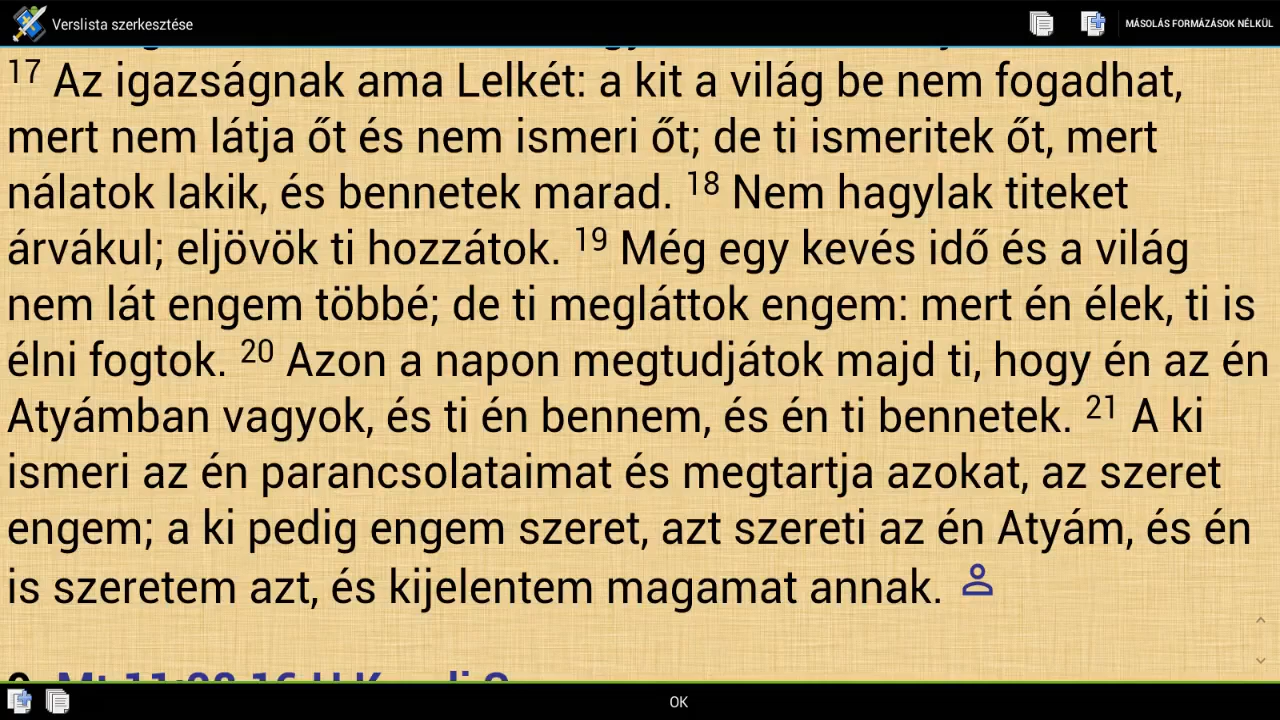 Verslista szerkesztése
MÁSOLÁS FORMÁZÁSOK NÉLKÜL
17 Az igazságnak ama Lelkét: a kit a világ be nem fogadhat,
mert nem látja őt és nem ismeri őt; de ti ismeritek őt, mert
nálatok lakik, és bennetek marad. 18 Nem hagylak titeket
árvákul; eljövök ti hozzátok. 19 Még egy kevés idő és a világ
nem lát engem többé; de ti megláttok engem: mert én élek, ti is
élni fogtok. 20 Azon a napon megtudjátok majd ti, hogy én az én
Atyámban vagyok, és ti én bennem, és én ti bennetek. 21 A ki
ismeri az én parancsolataimat és megtartja azokat, az szeret
engem; a ki pedig engem szeret, azt szereti az én Atyám, és én
is szeretem azt, és kijelentem magamat annak.
OK